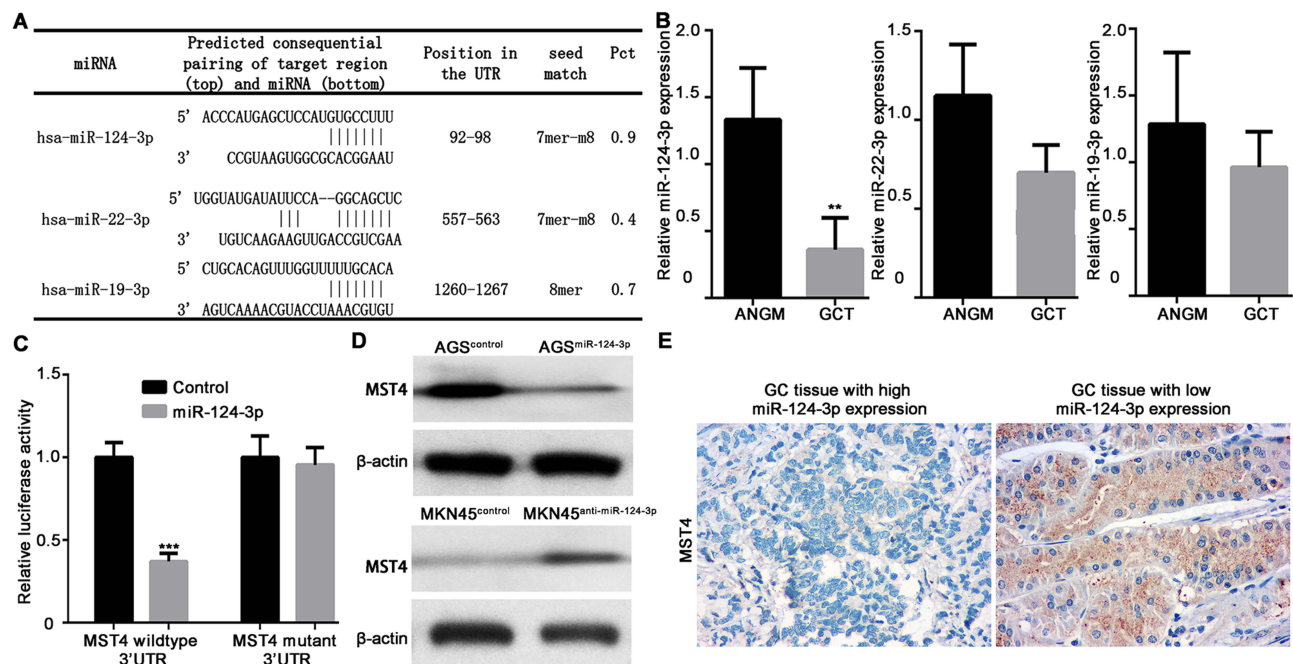 A
miRNA
Predicted consequential
pairing of target region
(top) and miRNA (bottom)
Position in
the UTR
seed
match
Pct
hsa-miR-124-3p
5' ACCCAUGAGCUCCAUGUGCCUUU
3' CCGUAAGUGGCGCACGGAAU
92-98
7mer-m8
0.9
hsa-miR-22-3p
5' UGGUAUGAUAUUCCA--GGCAGCUC
3' UGUCAAGAAGUUGACCGUCGAA
557-563
7mer-m8
0.4
hsa-miR-19-3p
5' CUGCACAGUUUGGUUUUUGCACA
3' AGUCAAAACGUACCUAAACGUGU
1260-1267
8mer
0.7
B
Relative miR-124-3p expression
2.0
1.5
1.0
0.5
0
**
ANGM
GCT
Relative miR-22-3p expression
1.5
1.0
0.5
0
ANGM
GCT
Relative miR-19-3p expression
2.0
1.5
1.0
0.5
0
ANGM
GCT
C
Relative luciferase activity
1.5
1.0
0.5
0
Control
miR-124-3p
***
MST4 wildtype
3'UTR
MST4 mutant
3'UTR
D
AGScontrol
AGSmiR-124-3p
MST4
β-actin
MKN45control
MKN45anti-miR-124-3p
MST4
β-actin
E
GC tissue with high
miR-124-3p expression
GC tissue with low
miR-124-3p expression
MST4